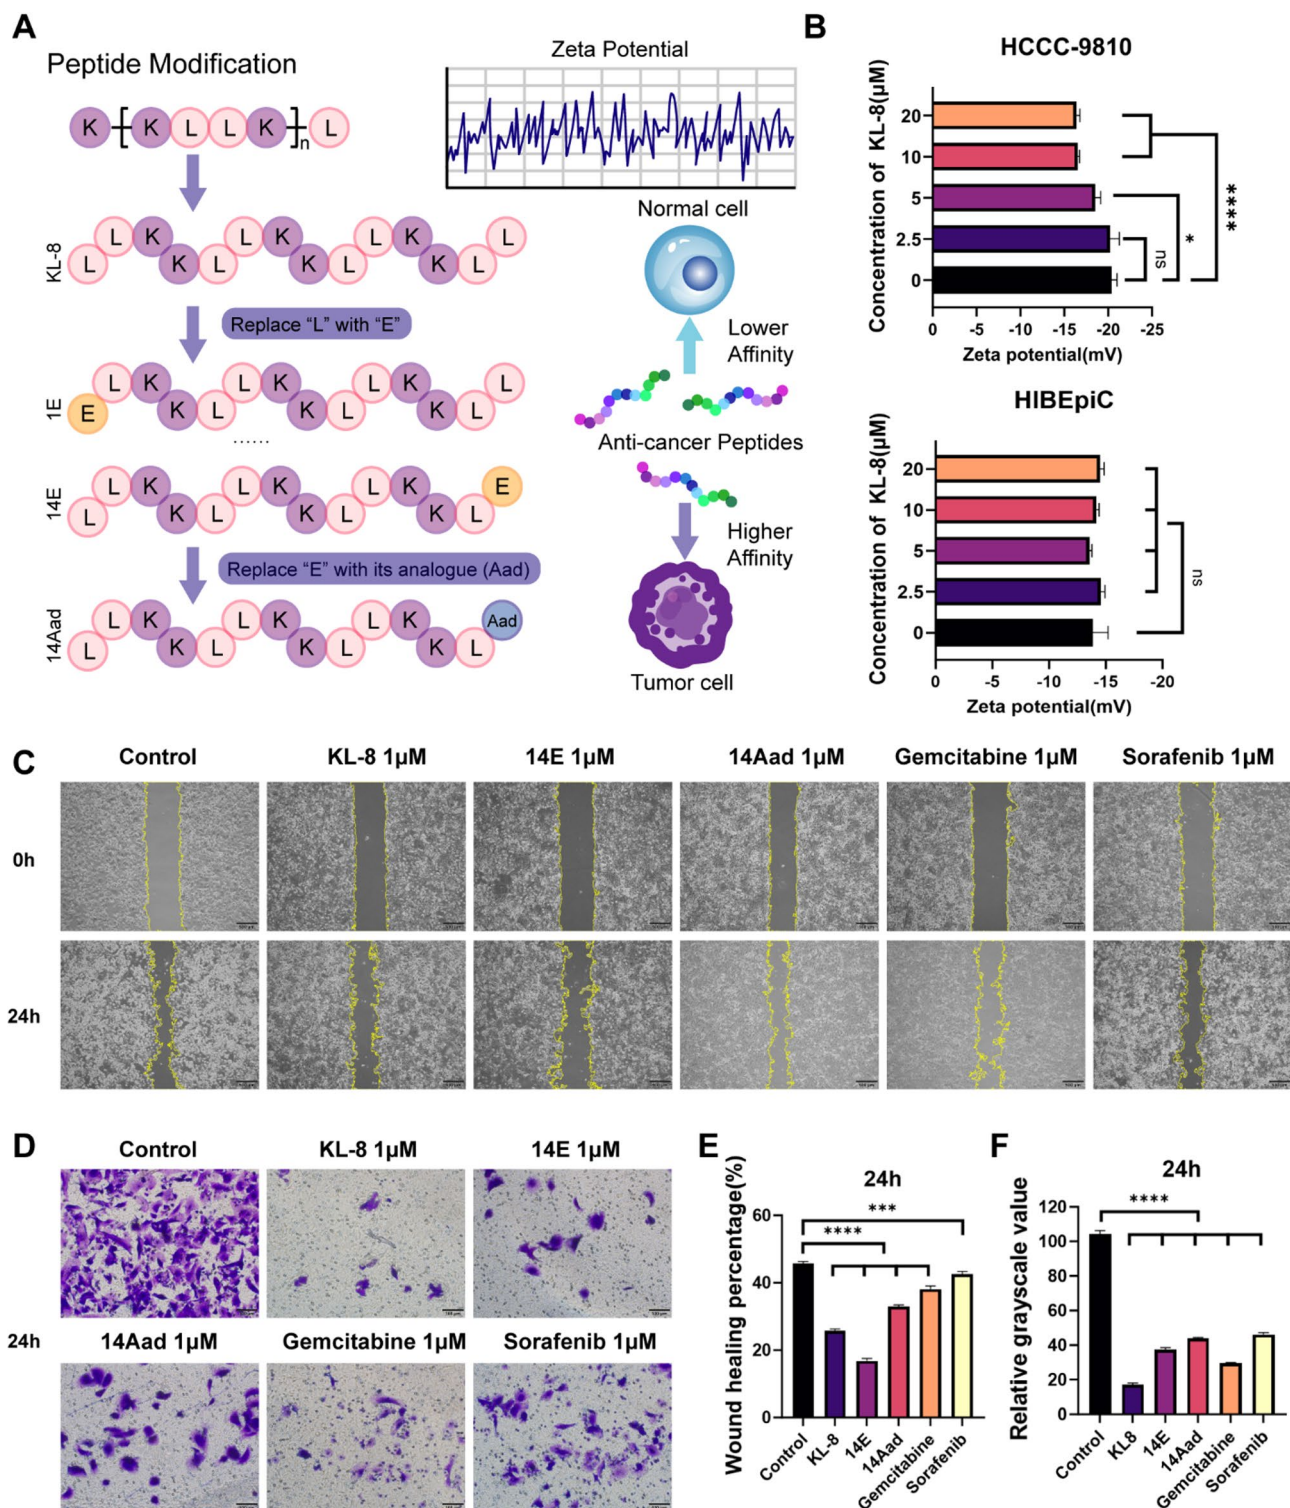 A
Peptide Modification
K K L L K n L
KL-8
L L K K L L K K L L K K L L
Replace “L” with “E”
1E
E L K K L L K K L L K K L L
......
14E
L L K K L L K K L L K K L E
Replace “E” with its analogue (Aad)
14Aad
L L K K L L K K L L K K L Aad
Zeta Potential
Normal cell
Lower
Affinity
Anti-cancer Peptides
Higher
Affinity
Tumor cell
B
HCCC-9810
Concentration of KL-8(μM)
20
10
5
2.5
0
ns
*
****
0 -5 -10 -15 -20 -25
Zeta potential(mV)
HIBEpiC
Concentration of KL-8(μM)
20
10
5
2.5
0
ns
0 -5 -10 -15 -20
Zeta potential(mV)
C
Control KL-8 1μM 14E 1μM 14Aad 1μM Gemcitabine 1μM Sorafenib 1μM
0h
24h
D
Control KL-8 1μM 14E 1μM
24h
14Aad 1μM Gemcitabine 1μM Sorafenib 1μM
E
24h
Wound healing percentage(%)
***
****
60
40
20
0
Control KL-8 14E 14Aad Gemcitabine Sorafenib
F
24h
Relative grayscale value
****
120
100
80
60
40
20
0
Control KL8 14E 14Aad Gemcitabine Sorafenib